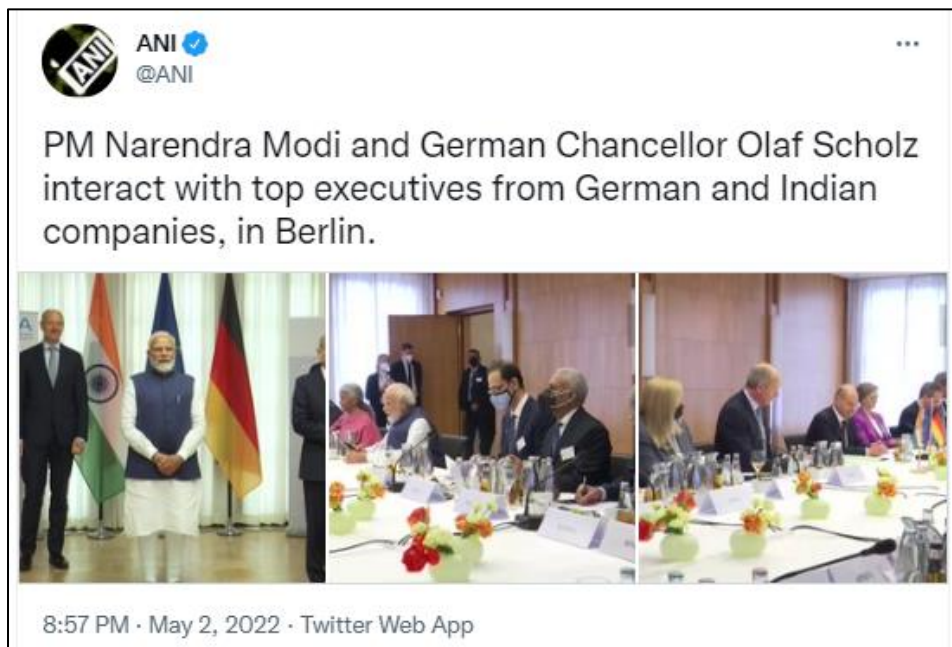 ANI
@ANI
PM Narendra Modi and German Chancellor Olaf Scholz
interact with top executives from German and Indian
companies, in Berlin.
8:57 PM · May 2, 2022 · Twitter Web App